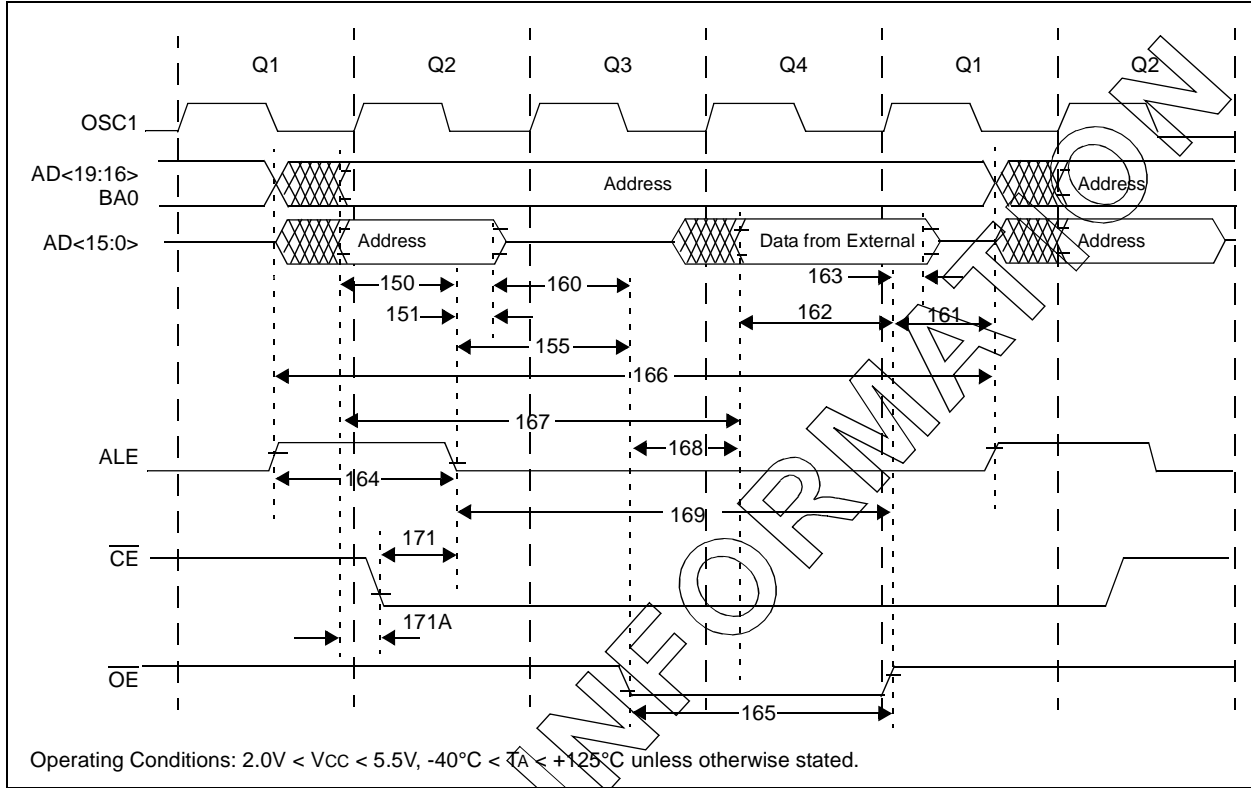 Q1 Q2 Q3 Q4 Q1 Q2
OSC1
AD<19:16>
BA0
Address
Address
AD<15:0>
Address
Data from External
Address
150
160
163
151
162
161
155
166
167
168
ALE
164
169
171
CE
171A
OE
165
Operating Conditions: 2.0V < VCC < 5.5V, -40°C < TA < +125°C unless otherwise stated.
INFORMATION